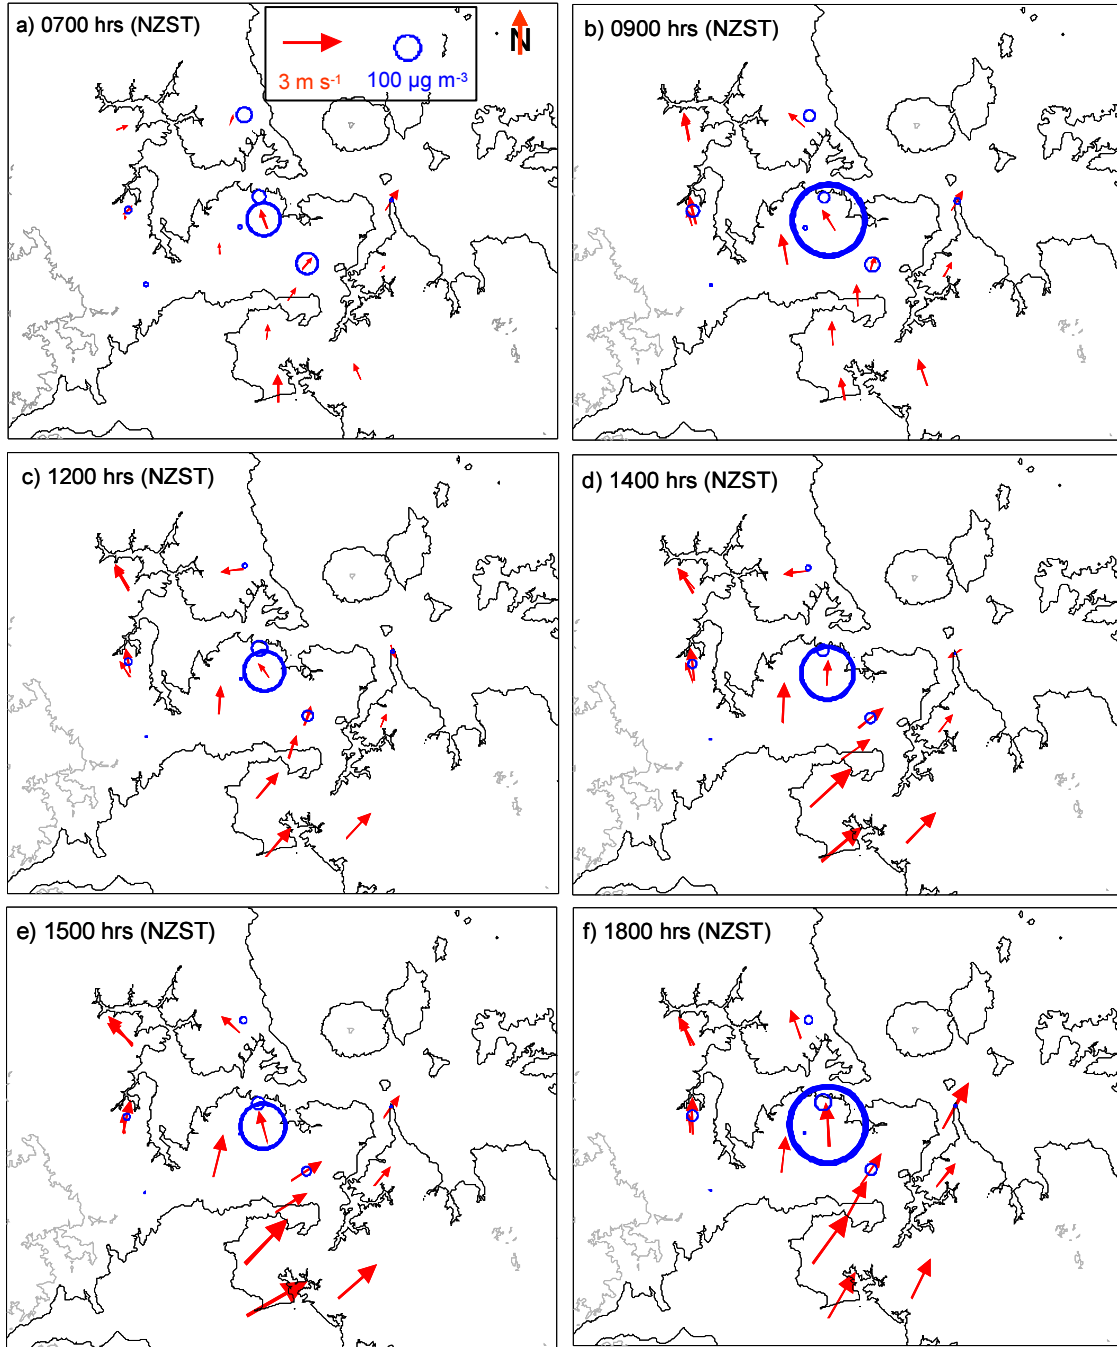 a) 0700 hrs (NZST)
3 m s⁻¹
100 µg m⁻³
N
b) 0900 hrs (NZST)
c) 1200 hrs (NZST)
d) 1400 hrs (NZST)
e) 1500 hrs (NZST)
f) 1800 hrs (NZST)